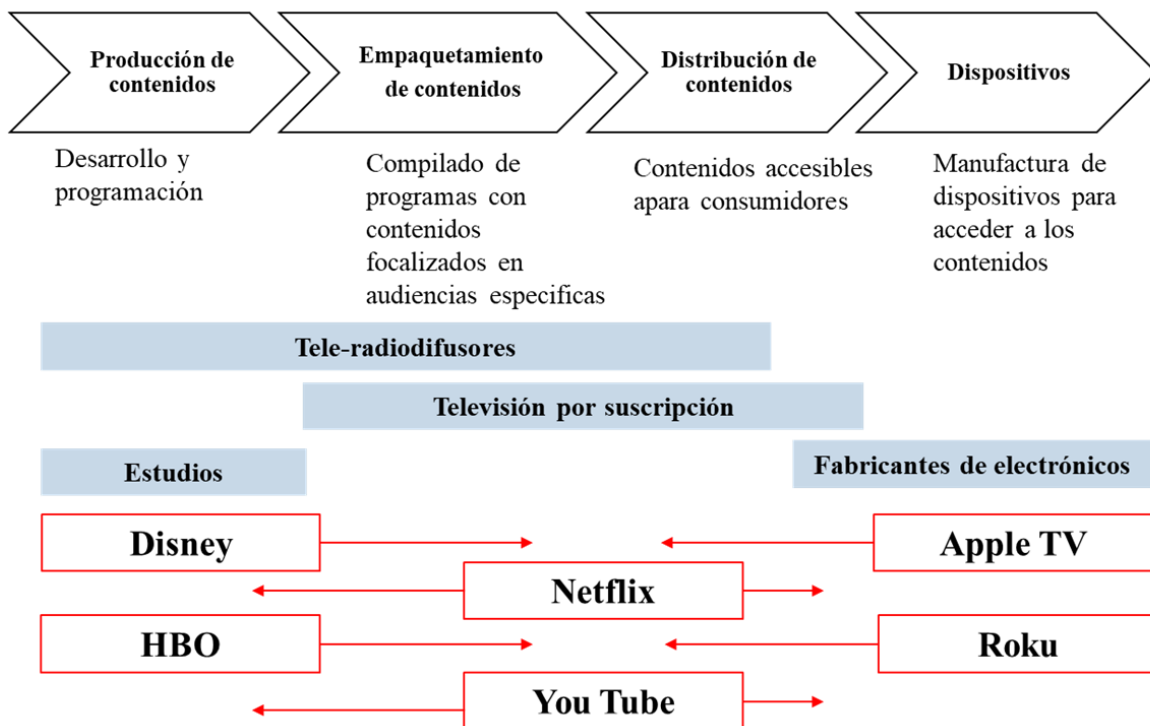 Producción de
contenidos
Empaquetamiento
de contenidos
Distribución de
contenidos
Dispositivos
Desarrollo y
programación
Compilado de
programas con
contenidos
focalizados en
audiencias especificas
Contenidos accesibles
apara consumidores
Manufactura de
dispositivos para
acceder a los
contenidos
Tele-radiodifusores
Televisión por suscripción
Estudios
Fabricantes de electrónicos
Disney
Apple TV
Netflix
HBO
Roku
You Tube